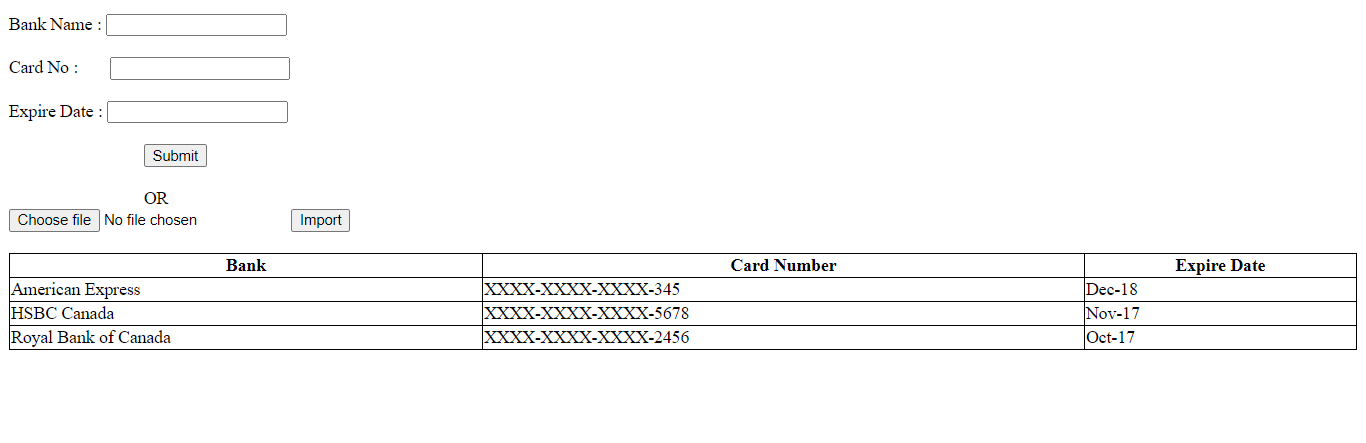 Bank Name :
Card No :
Expire Date :
Submit
OR
Choose file No file chosen Import
Bank Card Number Expire Date
American Express XXXX-XXXX-XXXX-345 Dec-18
HSBC Canada XXXX-XXXX-XXXX-5678 Nov-17
Royal Bank of Canada XXXX-XXXX-XXXX-2456 Oct-17